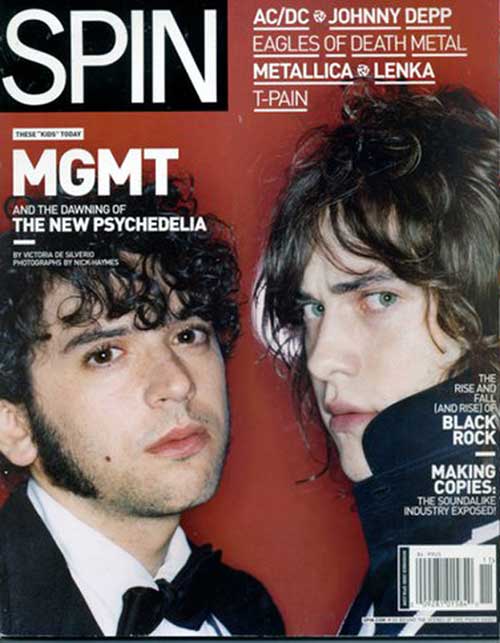 SPIN
AC/DC JOHNNY DEPP
EAGLES OF DEATH METAL
METALLICA LENKA
T-PAIN
THESE "KIDS" TODAY
MGMT
AND THE DAWNING OF
THE NEW PSYCHEDELIA
BY VICTORIA DE SILVERIO
PHOTOGRAPHS BY NICK HAYMES
THE
RISE AND
FALL
(AND RISE) OF
BLACK
ROCK
MAKING
COPIES:
THE SOUNDALIKE
INDUSTRY EXPOSED!
SPIN.COM